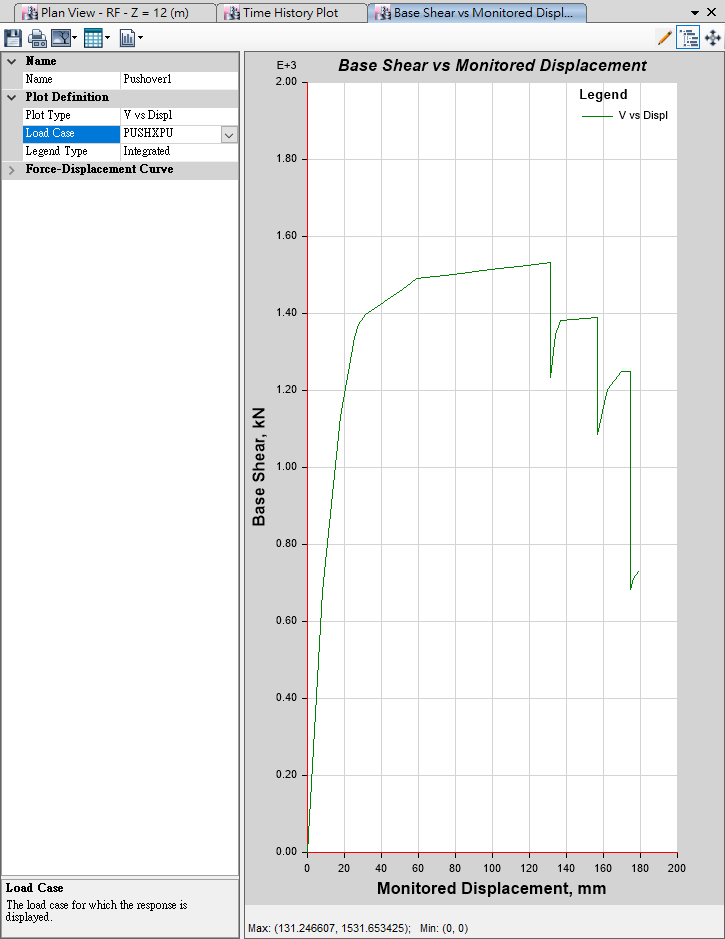 Plan View - RF - Z = 12 (m)
Time History Plot
Base Shear vs Monitored Displ...
Name
Name Pushover1
Plot Definition
Plot Type V vs Displ
Load Case PUSHXPU
Legend Type Integrated
Force-Displacement Curve
Load Case
The load case for which the response is
displayed.
E+3
Base Shear vs Monitored Displacement
Legend
V vs Displ
2.00
1.80
1.60
1.40
1.20
1.00
0.80
0.60
0.40
0.20
0.00
Base Shear, kN
0 20 40 60 80 100 120 140 160 180 200
Monitored Displacement, mm
Max: (131.246607, 1531.653425); Min: (0, 0)